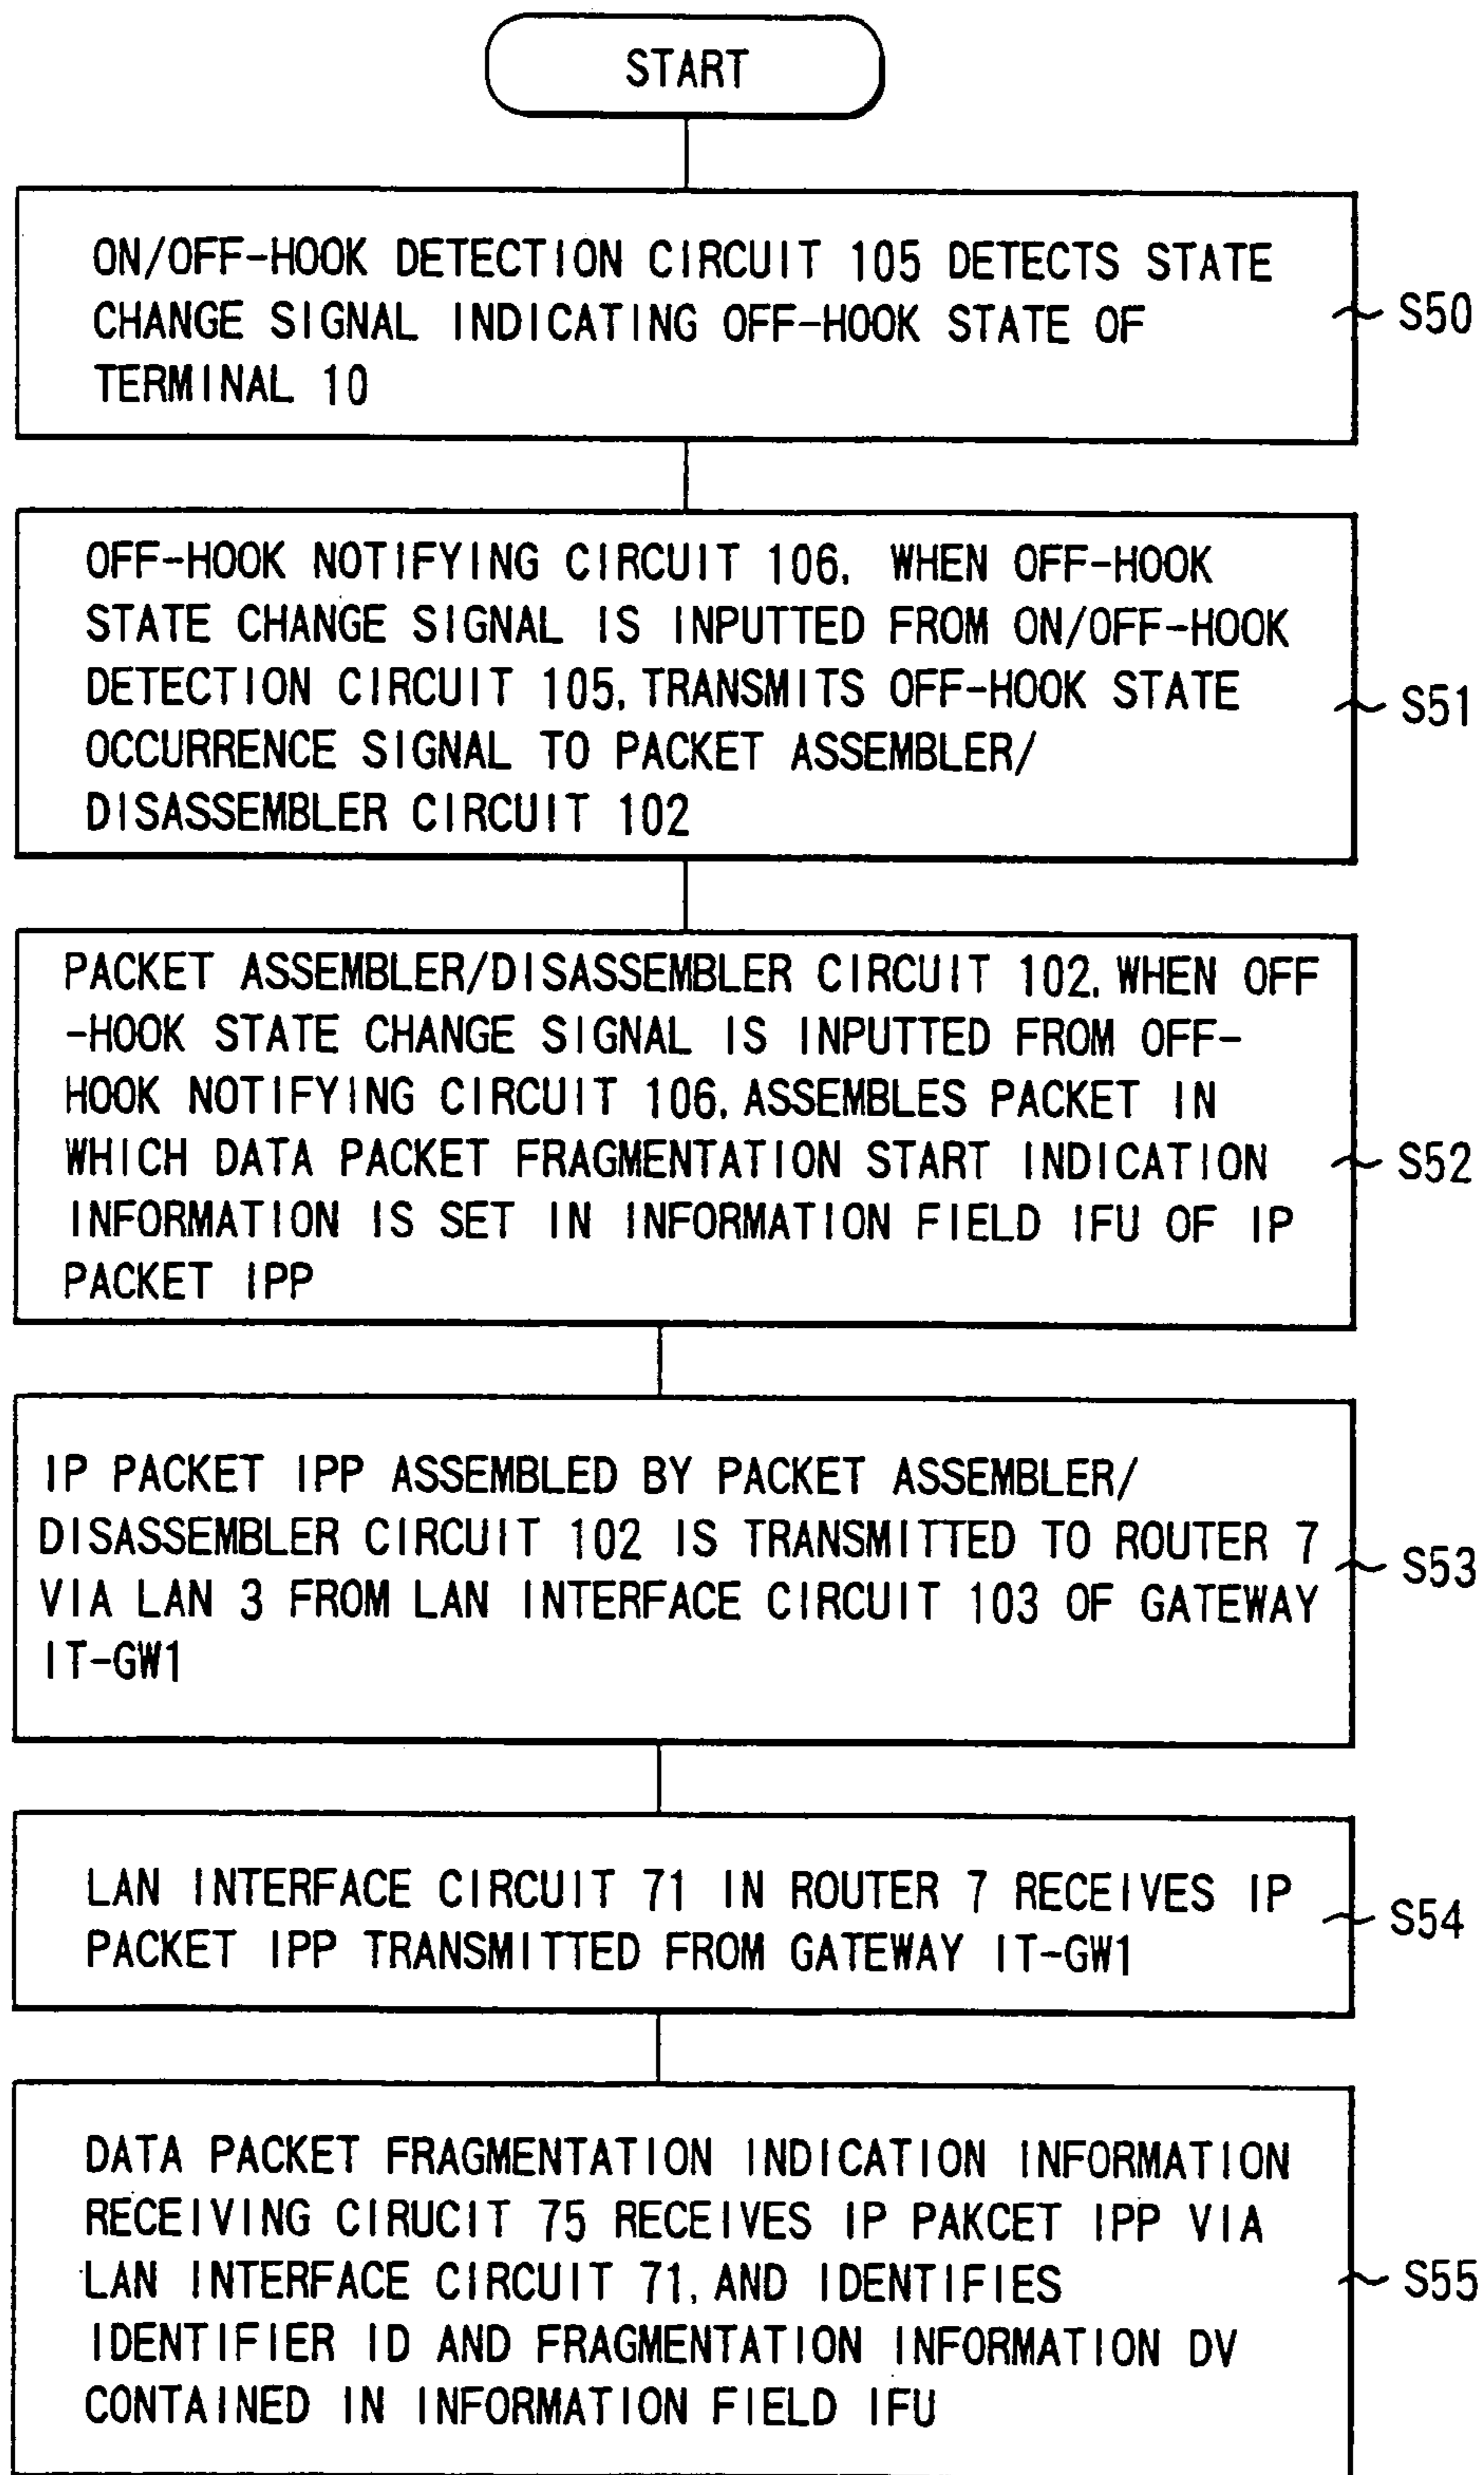 START
ON/OFF-HOOK DETECTION CIRCUIT 105 DETECTS STATE
CHANGE SIGNAL INDICATING OFF-HOOK STATE OF
TERMINAL 10
S50
OFF-HOOK NOTIFYING CIRCUIT 106, WHEN OFF-HOOK
STATE CHANGE SIGNAL IS INPUTTED FROM ON/OFF-HOOK
DETECTION CIRCUIT 105, TRANSMITS OFF-HOOK STATE
OCCURRENCE SIGNAL TO PACKET ASSEMBLER/
DISASSEMBLER CIRCUIT 102
S51
PACKET ASSEMBLER/DISASSEMBLER CIRCUIT 102, WHEN OFF
-HOOK STATE CHANGE SIGNAL IS INPUTTED FROM OFF-
HOOK NOTIFYING CIRCUIT 106, ASSEMBLES PACKET IN
WHICH DATA PACKET FRAGMENTATION START INDICATION
INFORMATION IS SET IN INFORMATION FIELD IFU OF IP
PACKET IPP
S52
IP PACKET IPP ASSEMBLED BY PACKET ASSEMBLER/
DISASSEMBLER CIRCUIT 102 IS TRANSMITTED TO ROUTER 7
VIA LAN 3 FROM LAN INTERFACE CIRCUIT 103 OF GATEWAY
IT-GW1
S53
LAN INTERFACE CIRCUIT 71 IN ROUTER 7 RECEIVES IP
PACKET IPP TRANSMITTED FROM GATEWAY IT-GW1
S54
DATA PACKET FRAGMENTATION INDICATION INFORMATION
RECEIVING CIRUCIT 75 RECEIVES IP PAKCET IPP VIA
LAN INTERFACE CIRCUIT 71, AND IDENTIFIES
IDENTIFIER ID AND FRAGMENTATION INFORMATION DV
CONTAINED IN INFORMATION FIELD IFU
S55